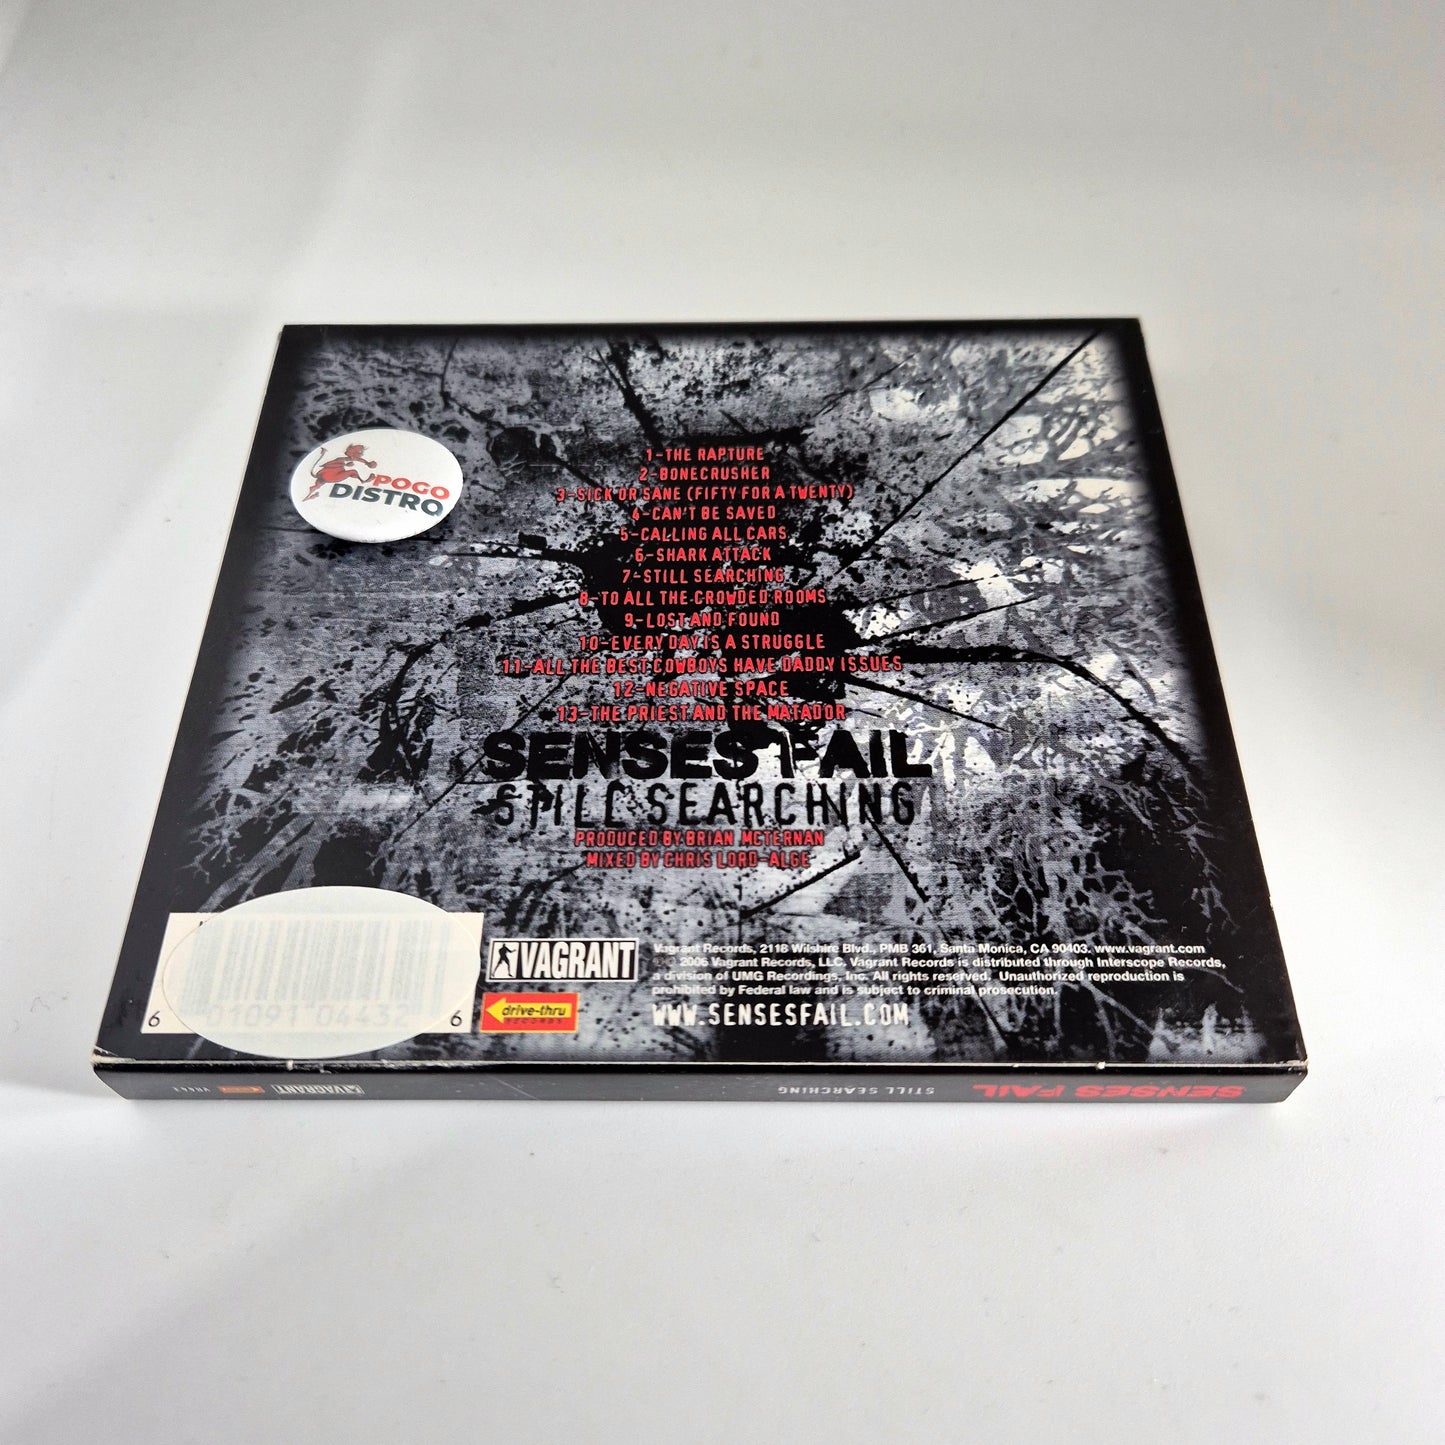 POGO
DISTRO
1-THE RAPTURE
2-BONECRUSHER
3-SICK OR SANE (FIFTY FOR A TWENTY)
4-CAN'T BE SAVED
5-CALLING ALL CARS
6-SHARK ATTACK
7-STILL SEARCHING
8-TO ALL THE CROWDED ROOMS
9-LOST AND FOUND
10-EVERY DAY IS A STRUGGLE
11-ALL THE BEST COWBOYS HAVE DADDY ISSUES
12-NEGATIVE SPACE
13-THE PRIEST AND THE MATADOR
SENSES FAIL
STILL SEARCHING
PRODUCED BY BRIAN MCTERNAN
MIXED BY CHRIS LORD-ALGE
6 01091 04432 6
VAGRANT
drive-thru
RECORDS
Vagrant Records, 2118 Wilshire Blvd., PMB 361, Santa Monica, CA 90403. www.vagrant.com
℗© 2006 Vagrant Records, LLC. Vagrant Records is distributed through Interscope Records,
a division of UMG Recordings, Inc. All rights reserved. Unauthorized reproduction is
prohibited by Federal law and is subject to criminal prosecution.
WWW.SENSESFAIL.COM
SENSES FAIL STILL SEARCHING VAGRANT VR443